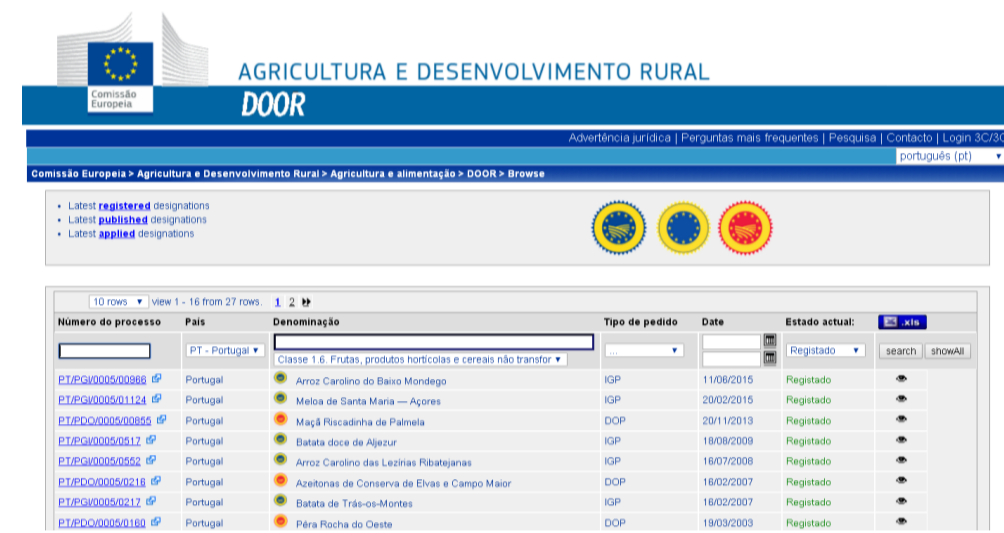 Comissão
Europeia
AGRICULTURA E DESENVOLVIMENTO RURAL
DOOR
Advertência jurídica | Perguntas mais frequentes | Pesquisa | Contacto | Login 3C/3C
português (pt)
Comissão Europeia > Agricultura e Desenvolvimento Rural > Agricultura e alimentação > DOOR > Browse
• Latest registered designations
• Latest published designations
• Latest applied designations
10 rows view 1 - 16 from 27 rows. 1 2
Número do processo País Denominação Tipo de pedido Date Estado actual: .xls
PT - Portugal Classe 1.6. Frutas, produtos hortícolas e cereais não transfor ... Registado search showAll
PT/PGI/0005/00966 Portugal Arroz Carolino do Baixo Mondego IGP 11/06/2015 Registado
PT/PGI/0005/01124 Portugal Meloa de Santa Maria — Açores IGP 20/02/2015 Registado
PT/PDO/0005/00855 Portugal Maçã Riscadinha de Palmela DOP 20/11/2013 Registado
PT/PGI/0005/0517 Portugal Batata doce de Aljezur IGP 18/08/2009 Registado
PT/PGI/0005/0552 Portugal Arroz Carolino das Lezírias Ribatejanas IGP 16/07/2008 Registado
PT/PDO/0005/0216 Portugal Azeitonas de Conserva de Elvas e Campo Maior DOP 16/02/2007 Registado
PT/PGI/0005/0217 Portugal Batata de Trás-os-Montes IGP 16/02/2007 Registado
PT/PDO/0005/0160 Portugal Pêra Rocha do Oeste DOP 19/03/2003 Registado